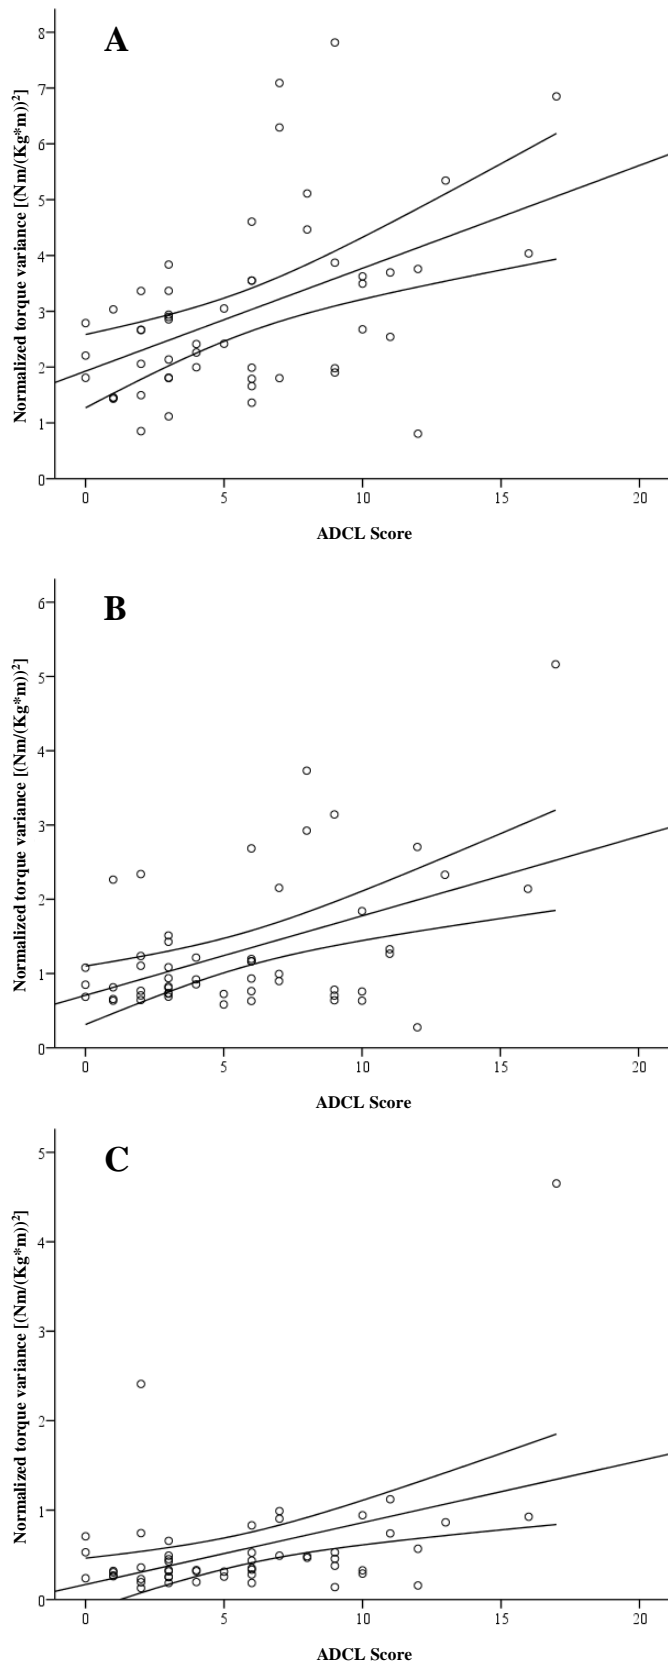 A
Normalized torque variance [(Nm/(Kg*m))²]
8
7
6
5
4
3
2
1
0
0 5 10 15 20
ADCL Score
B
Normalized torque variance [(Nm/(Kg*m))²]
6
5
4
3
2
1
0
0 5 10 15 20
ADCL Score
C
Normalized torque variance [(Nm/(Kg*m))²]
5
4
3
2
1
0
0 5 10 15 20
ADCL Score